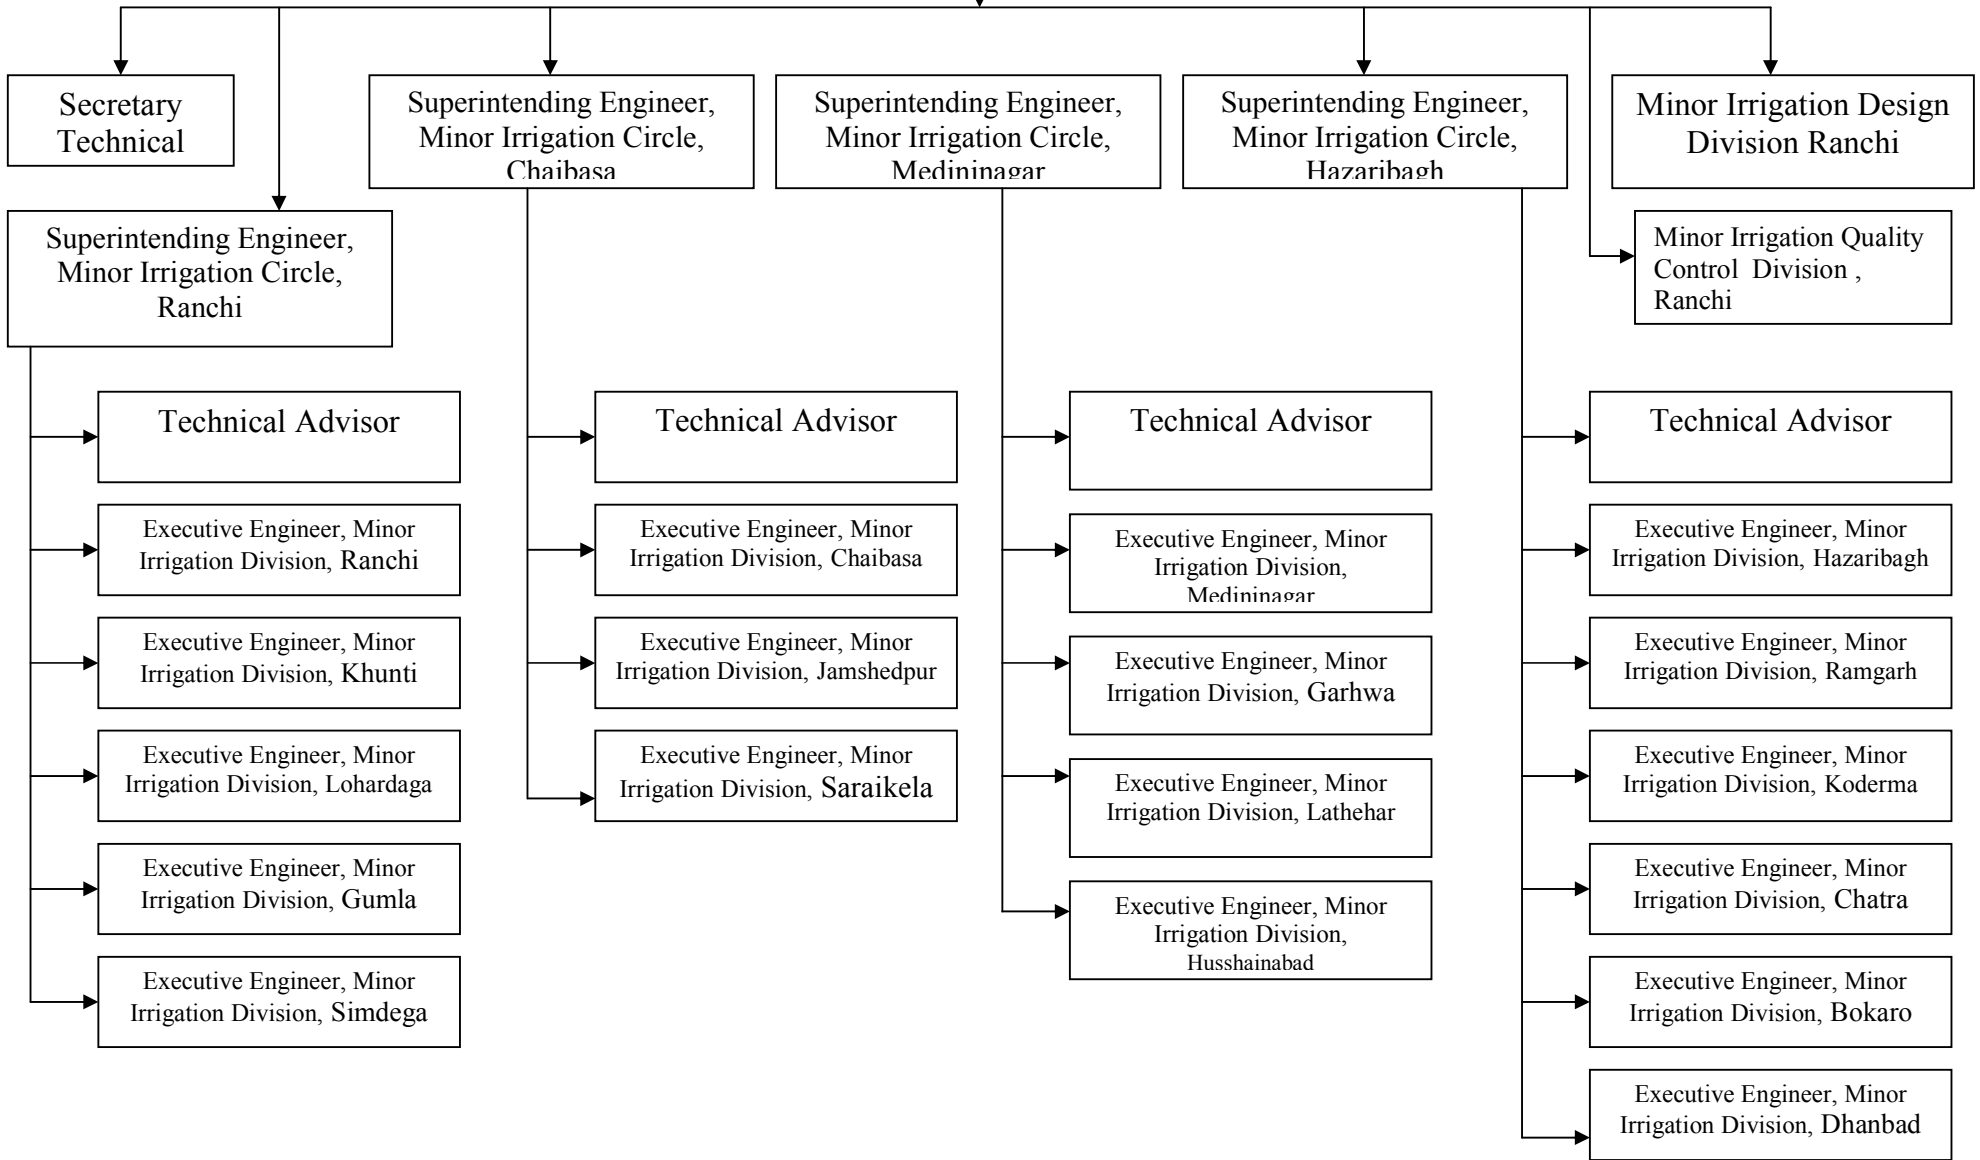 Secretary
Technical
Superintending Engineer,
Minor Irrigation Circle,
Chaibasa
Superintending Engineer,
Minor Irrigation Circle,
Medininagar
Superintending Engineer,
Minor Irrigation Circle,
Hazaribagh
Minor Irrigation Design
Division Ranchi
Superintending Engineer,
Minor Irrigation Circle,
Ranchi
Minor Irrigation Quality
Control Division ,
Ranchi
Technical Advisor
Executive Engineer, Minor
Irrigation Division, Ranchi
Executive Engineer, Minor
Irrigation Division, Khunti
Executive Engineer, Minor
Irrigation Division, Lohardaga
Executive Engineer, Minor
Irrigation Division, Gumla
Executive Engineer, Minor
Irrigation Division, Simdega
Technical Advisor
Executive Engineer, Minor
Irrigation Division, Chaibasa
Executive Engineer, Minor
Irrigation Division, Jamshedpur
Executive Engineer, Minor
Irrigation Division, Saraikela
Technical Advisor
Executive Engineer, Minor
Irrigation Division,
Medininagar
Executive Engineer, Minor
Irrigation Division, Garhwa
Executive Engineer, Minor
Irrigation Division, Lathehar
Executive Engineer, Minor
Irrigation Division,
Husshainabad
Technical Advisor
Executive Engineer, Minor
Irrigation Division, Hazaribagh
Executive Engineer, Minor
Irrigation Division, Ramgarh
Executive Engineer, Minor
Irrigation Division, Koderma
Executive Engineer, Minor
Irrigation Division, Chatra
Executive Engineer, Minor
Irrigation Division, Bokaro
Executive Engineer, Minor
Irrigation Division, Dhanbad